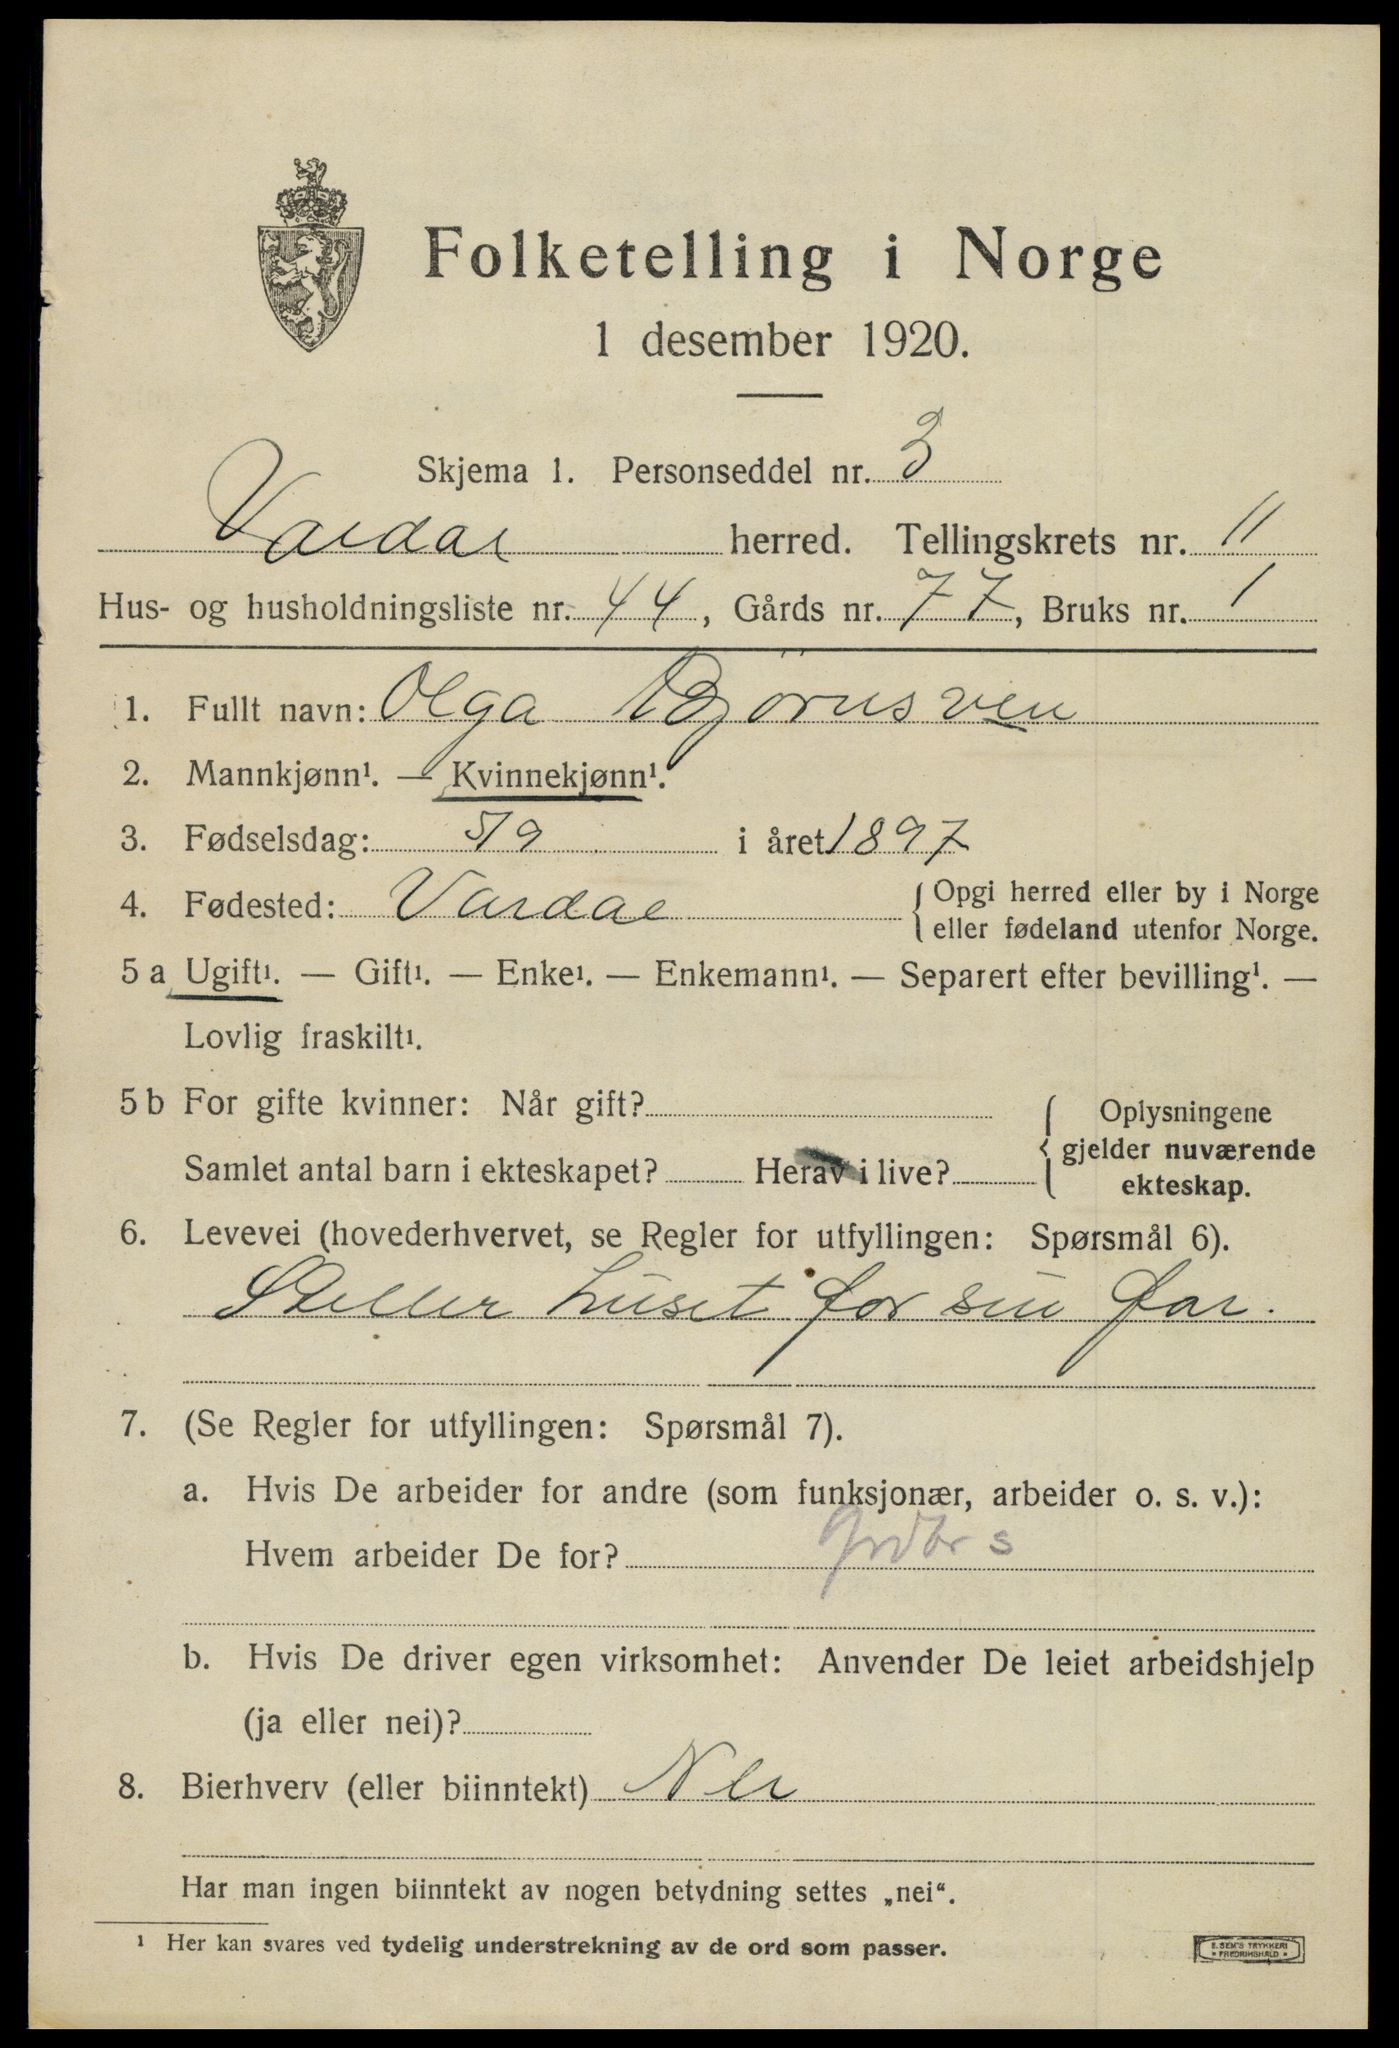 Folketelling i Norge
1 desember 1920.
Skjema 1. Personseddel nr. 3
Vardal herred. Tellingskrets nr. 11
Hus- og husholdningsliste nr. 44, Gårds nr. 77, Bruks nr. 1
1. Fullt navn: Olga Bjørnsven
2. Mannkjønn¹. — Kvinnekjønn¹.
3. Fødselsdag: 5/9 i året 1897
4. Fødested: Vardal { Opgi herred eller by i Norge
eller fødeland utenfor Norge.
5 a Ugift¹. — Gift¹. — Enke¹. — Enkemann¹. — Separert efter bevilling¹. —
Lovlig fraskilt¹.
5 b For gifte kvinner: Når gift? { Oplysningene
gjelder nuværende
Samlet antal barn i ekteskapet? Herav i live? ekteskap.
6. Levevei (hovederhvervet, se Regler for utfyllingen: Spørsmål 6).
Steller huset for sin far.
7. (Se Regler for utfyllingen: Spørsmål 7).
a. Hvis De arbeider for andre (som funksjonær, arbeider o. s. v.):
Hvem arbeider De for? s
b. Hvis De driver egen virksomhet: Anvender De leiet arbeidshjelp
(ja eller nei)?
8. Bierhverv (eller biinntekt) Nei
Har man ingen biinntekt av nogen betydning settes „nei“.
¹ Her kan svares ved tydelig understrekning av de ord som passer.
E. SEM'S TRYKKERI
FREDRIKSHALD